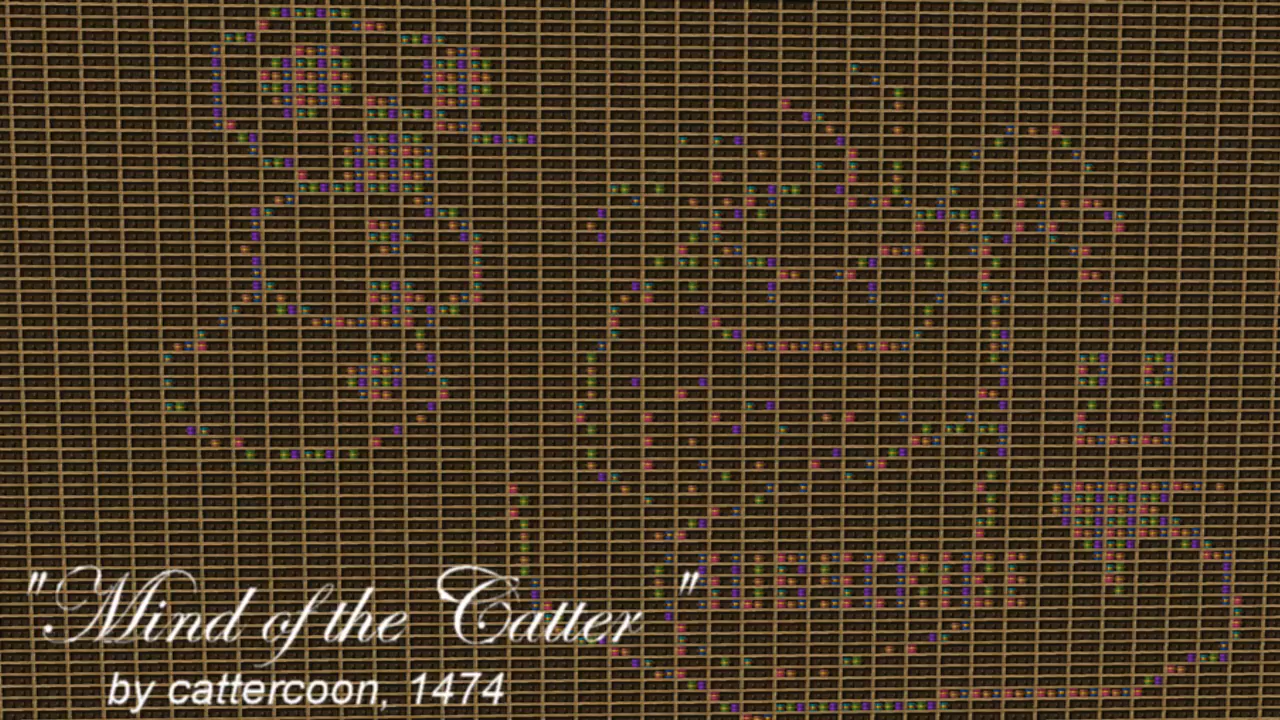 "Mind of the Catter "
by cattercoon, 1474